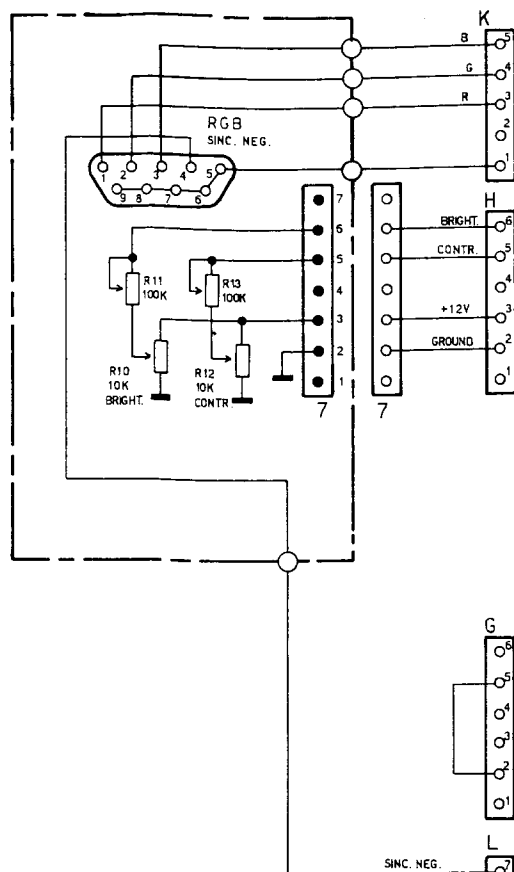 K
B 5
G 4
R 3
2
1
RGB
SINC. NEG.
1 2 3 4 5
9 8 7 6
7
6
5
4
3
2
1
7
7
H
BRIGHT. 6
CONTR. 5
4
+12V 3
GROUND 2
1
R11
100K
R13
100K
R10
10K
BRIGHT.
R12
10K
CONTR.
G
6
5
4
3
2
1
L
SINC. NEG. 7